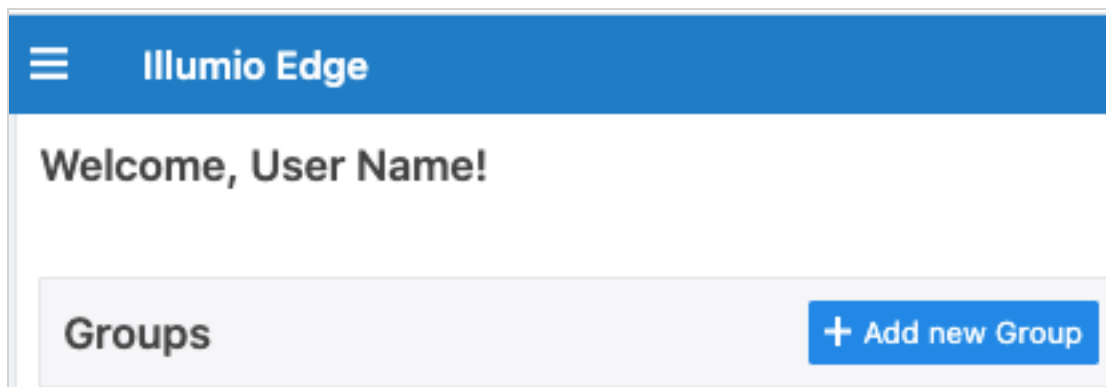 Illumio Edge
Welcome, User Name!
Groups
+ Add new Group